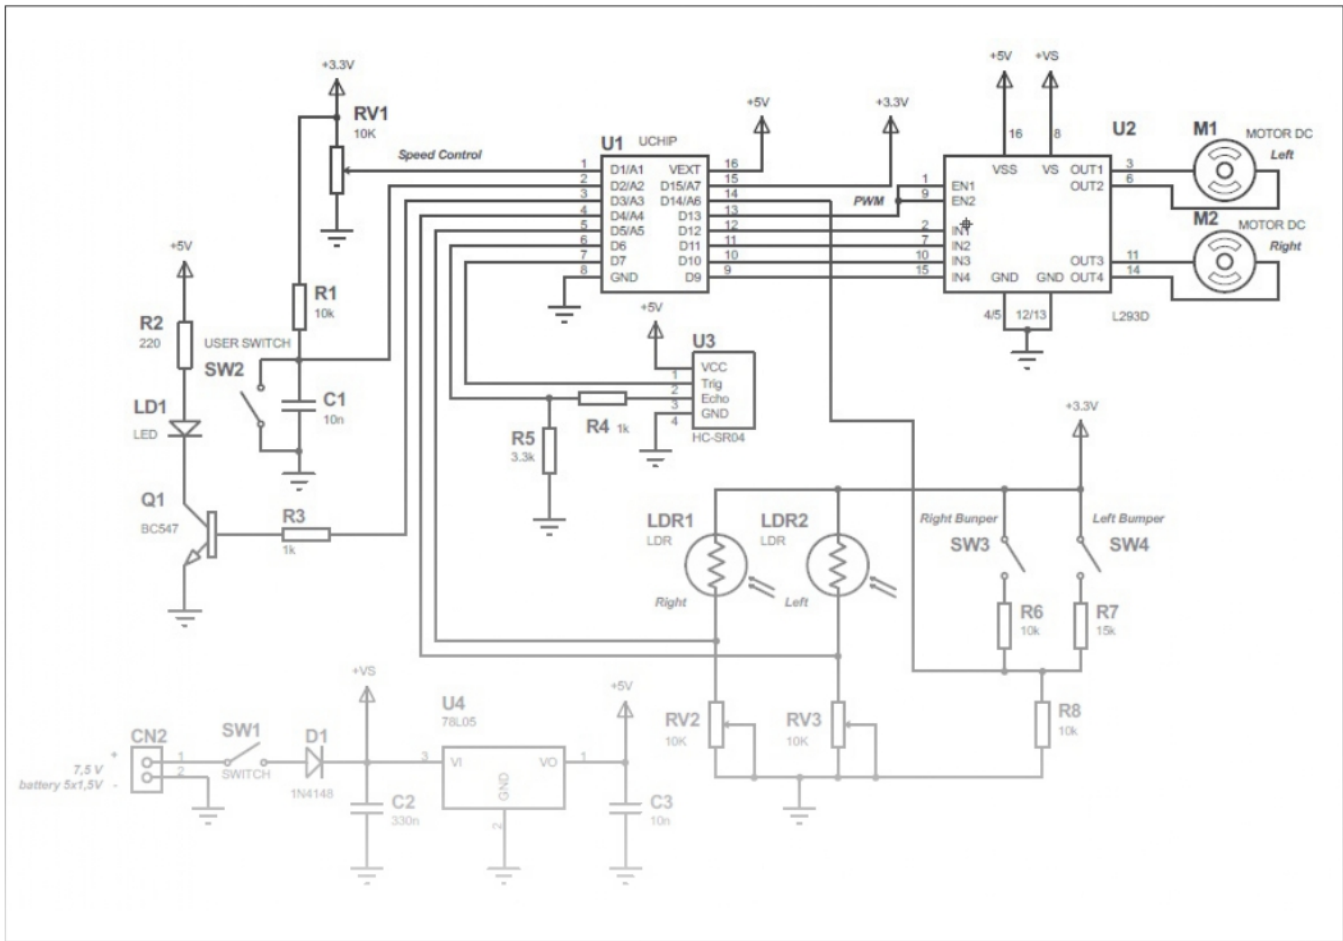 +3.3V
RV1
10K
Speed Control
+5V
+3.3V
+5V
+VS
U1
UCHIP
1 D1/A1 VEXT 16
2 D2/A2 D15/A7 15
3 D3/A3 D14/A6 14
4 D4/A4 D13 13
5 D5/A5 D12 12
6 D6 D11 11
7 D7 D10 10
8 GND D9 9
PWM
16
8
U2
VSS VS OUT1 3
OUT2 6
1 EN1
9 EN2
2 IN1
7 IN2
10 IN3 OUT3 11
15 IN4 GND GND OUT4 14
4/5 12/13
L293D
M1
MOTOR DC
Left
M2
MOTOR DC
Right
+5V
R2
220
R1
10k
USER SWITCH
SW2
C1
10n
LD1
LED
Q1
BC547
R3
1k
+5V
U3
VCC
1 Trig
2 Echo
3 GND
4
HC-SR04
R4 1k
R5
3.3k
+3.3V
LDR1
LDR
Right
LDR2
LDR
Left
Right Bunper
SW3
Left Bumper
SW4
R6
10k
R7
15k
R8
10k
RV2
10K
RV3
10K
CN2
+
1
2
7,5 V
battery 5x1,5V -
SW1
SWITCH
D1
1N4148
+VS
C2
330n
U4
78L05
3 VI VO 1
GND
2
+5V
C3
10n